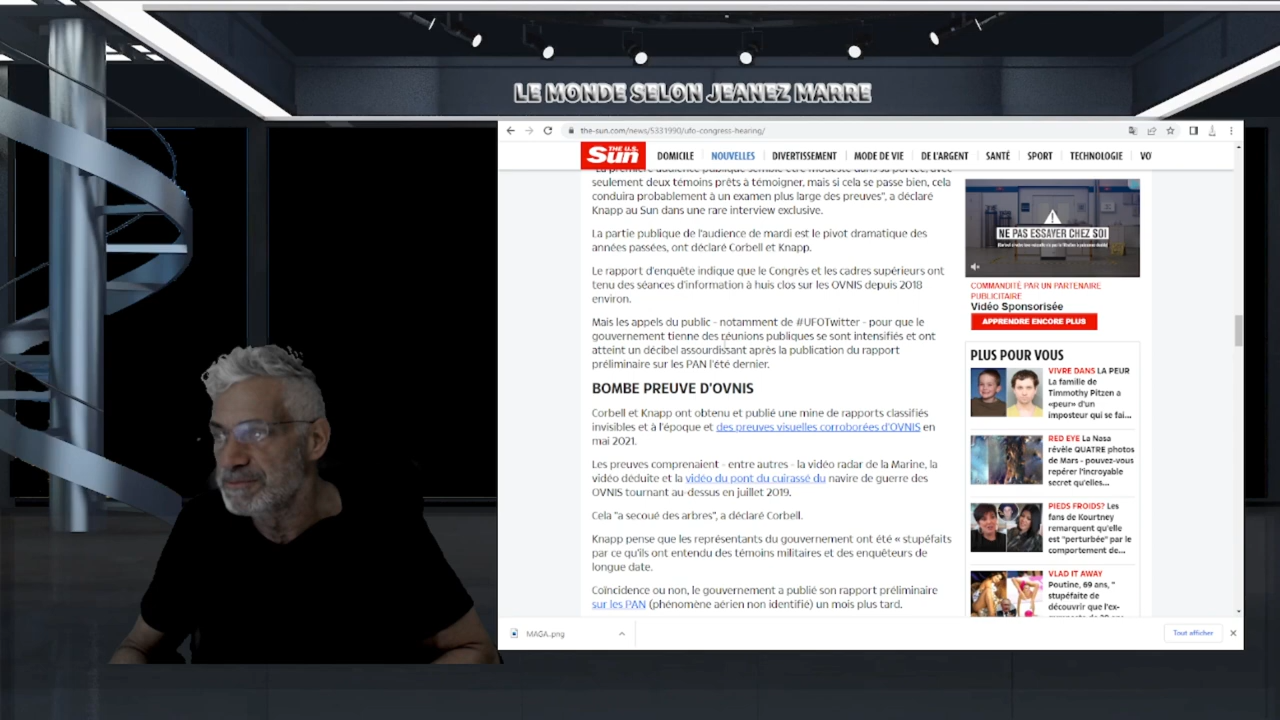 LE MONDE SELON JEANEZ MARRE
the-sun.com/news/5331990/ufo-congress-hearing/
THE U.S. Sun
DOMICILE NOUVELLES DIVERTISSEMENT MODE DE VIE DE L'ARGENT SANTÉ SPORT TECHNOLOGIE VO
seulement deux témoins prêts à témoigner, mais si cela se passe bien, cela
conduira probablement à un examen plus large des preuves", a déclaré
Knapp au Sun dans une rare interview exclusive.
La partie publique de l'audience de mardi est le pivot dramatique des
années passées, ont déclaré Corbell et Knapp.
Le rapport d'enquête indique que le Congrès et les cadres supérieurs ont
tenu des séances d'information à huis clos sur les OVNIS depuis 2018
environ.
Mais les appels du public - notamment de #UFOTwitter - pour que le
gouvernement tienne des réunions publiques se sont intensifiés et ont
atteint un décibel assourdissant après la publication du rapport
préliminaire sur les PAN l'été dernier.
BOMBE PREUVE D'OVNIS
Corbell et Knapp ont obtenu et publié une mine de rapports classifiés
invisibles et à l'époque et des preuves visuelles corroborées d'OVNIS en
mai 2021.
Les preuves comprenaient - entre autres - la vidéo radar de la Marine, la
vidéo déduite et la vidéo du pont du cuirassé du navire de guerre des
OVNIS tournant au-dessus en juillet 2019.
Cela "a secoué des arbres", a déclaré Corbell.
Knapp pense que les représentants du gouvernement ont été « stupéfaits
par ce qu'ils ont entendu des témoins militaires et des enquêteurs de
longue date.
Coïncidence ou non, le gouvernement a publié son rapport préliminaire
sur les PAN (phénomène aérien non identifié) un mois plus tard.
NE PAS ESSAYER CHEZ SOI
COMMANDITÉ PAR UN PARTENAIRE
PUBLICITAIRE
Vidéo Sponsorisée
APPRENDRE ENCORE PLUS
PLUS POUR VOUS
VIVRE DANS LA PEUR
La famille de
Timmothy Pitzen a
«peur» d'un
imposteur qui se fai...
RED EYE La Nasa
révèle QUATRE photos
de Mars - pouvez-vous
repérer l'incroyable
secret qu'elles...
PIEDS FROIDS? Les
fans de Kourtney
remarquent qu'elle
est "perturbée" par le
comportement de...
VLAD IT AWAY
Poutine, 69 ans, "
stupéfaite de
découvrir que l'ex-
MAGA.png
Tout afficher